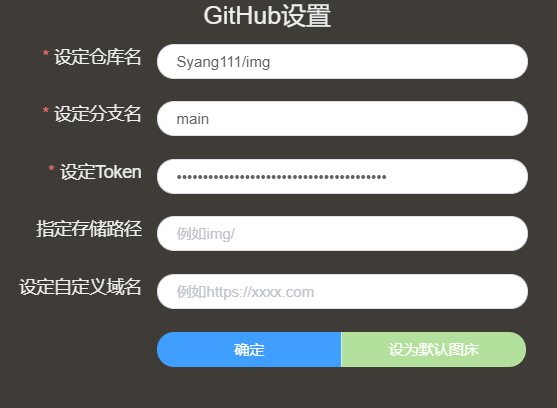 GitHub设置
* 设定仓库名 Syang111/img
* 设定分支名 main
* 设定Token ••••••••••••••••••••••••••••••••••••••••
指定存储路径 例如img/
设定自定义域名 例如https://xxxx.com
确定 设为默认图床